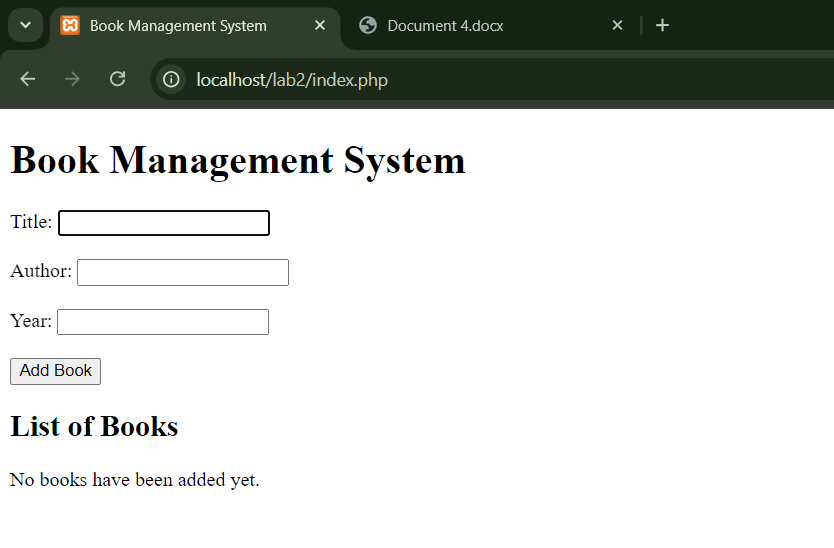 Book Management System
Document 4.docx
localhost/lab2/index.php
Book Management System
Title:
Author:
Year:
Add Book
List of Books
No books have been added yet.